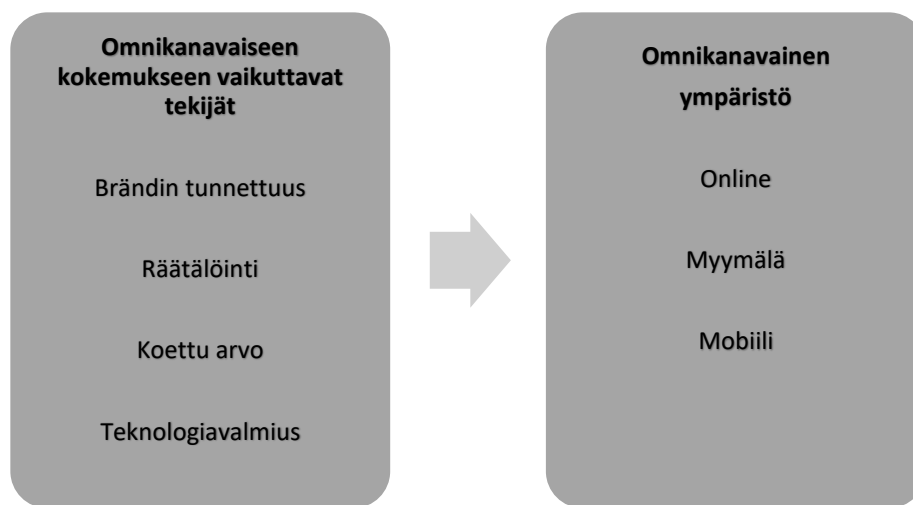 Omnikanavaiseen
kokemukseen vaikuttavat
tekijät
Brändin tunnettuus
Räätälöinti
Koettu arvo
Teknologiavalmius
Omnikanavainen
ympäristö
Online
Myymälä
Mobiili